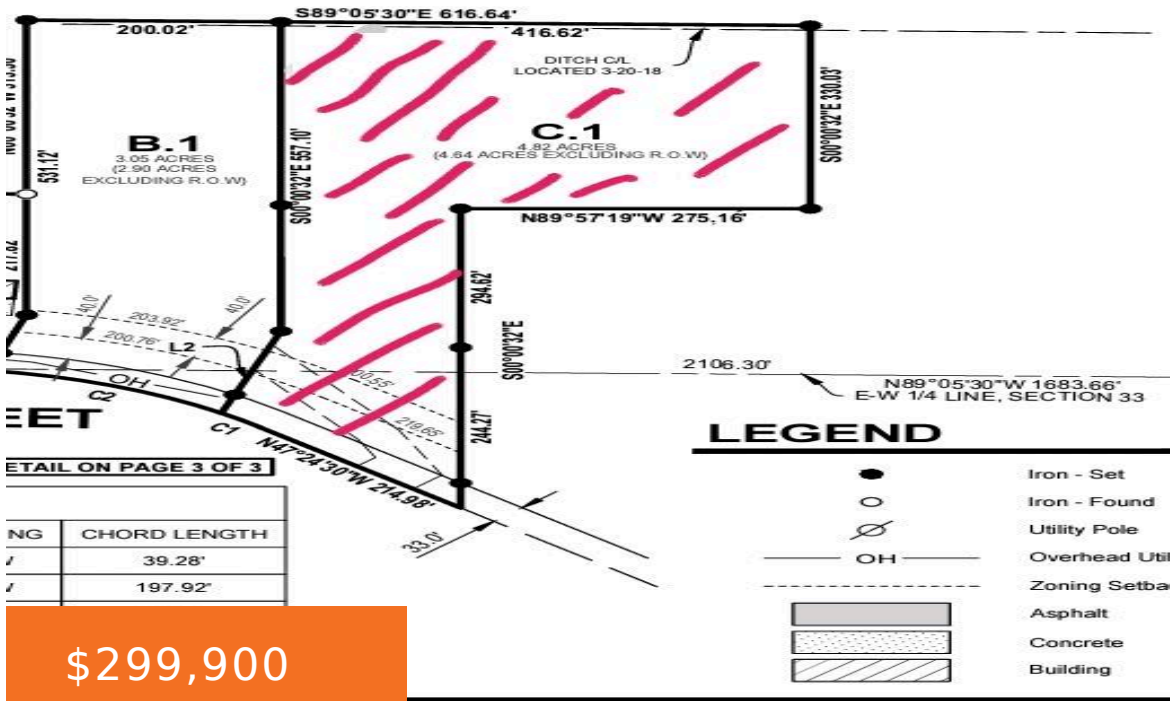 S89°05'30"E 616.64'
200.02'
416.62'
DITCH C/L
LOCATED 3-20-18
B.1
3.05 ACRES
(2.90 ACRES
EXCLUDING R.O.W)
531.12'
S00°00'32"E 557.10'
C.1
4.82 ACRES
(4.64 ACRES EXCLUDING R.O.W)
S00°00'32"E 330.03'
N89°57'19"W 275.16'
294.62'
S00°00'32"E
244.27'
40.0'
203.92'
40.0'
200.76'
L2
219.65'
OH
C2
C1
N47°24'30"W 214.98'
33.0'
2106.30'
N89°05'30"W 1683.66'
E-W 1/4 LINE, SECTION 33
EET
ETAIL ON PAGE 3 OF 3
NG CHORD LENGTH
39.28'
197.92'
LEGEND
Iron - Set
Iron - Found
Utility Pole
OH Overhead Util
Zoning Setba
Asphalt
Concrete
Building
$299,900